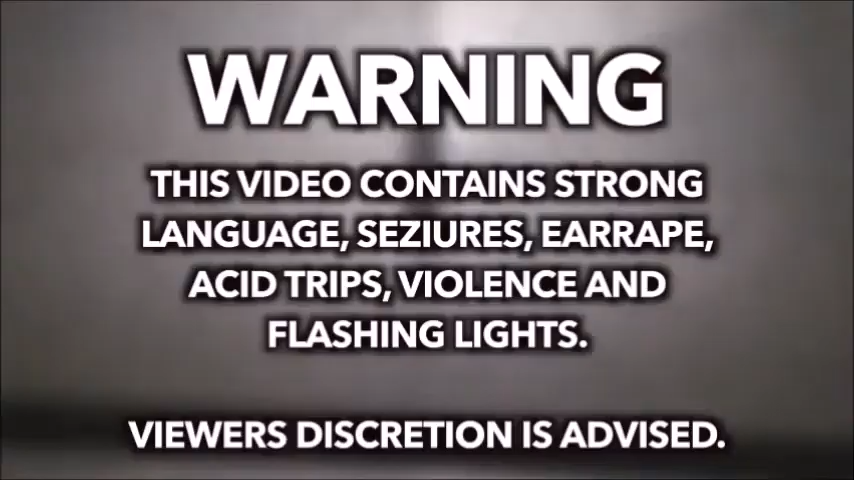 WARNING
THIS VIDEO CONTAINS STRONG
LANGUAGE, SEZIURES, EARRAPE,
ACID TRIPS, VIOLENCE AND
FLASHING LIGHTS.
VIEWERS DISCRETION IS ADVISED.